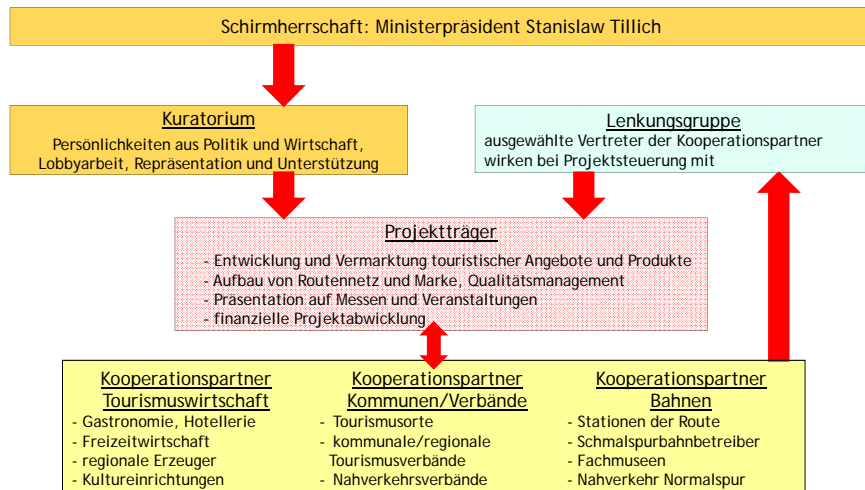 Schirmherrschaft: Ministerpräsident Stanislaw Tillich
Kuratorium
Persönlichkeiten aus Politik und Wirtschaft,
Lobbyarbeit, Repräsentation und Unterstützung
Lenkungsgruppe
ausgewählte Vertreter der Kooperationspartner
wirken bei Projektsteuerung mit
Projektträger
- Entwicklung und Vermarktung touristischer Angebote und Produkte
- Aufbau von Routennetz und Marke, Qualitätsmanagement
- Präsentation auf Messen und Veranstaltungen
- finanzielle Projektabwicklung
Kooperationspartner
Tourismuswirtschaft
- Gastronomie, Hotellerie
- Freizeitwirtschaft
- regionale Erzeuger
- Kultureinrichtungen
Kooperationspartner
Kommunen/Verbände
- Tourismusorte
- kommunale/regionale
Tourismusverbände
- Nahverkehrsverbände
Kooperationspartner
Bahnen
- Stationen der Route
- Schmalspurbahnbetreiber
- Fachmuseen
- Nahverkehr Normalspur